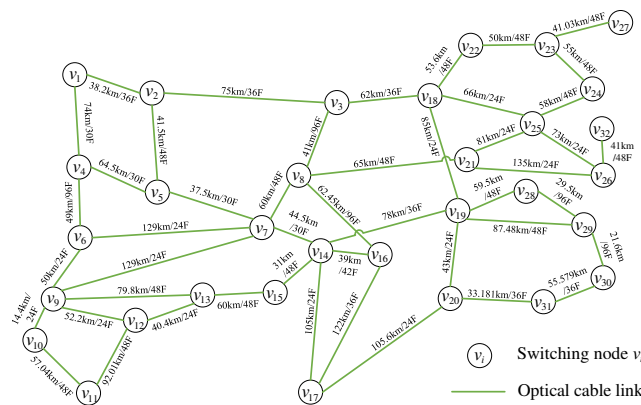 41.03km/48F
v27
50km/48F
v22
v23
53.6km
/48F
55km/48F
v1
38.2km/36F
v2
75km/36F
62km/36F
v3
v18
66km/24F
58km/48F
v24
74km/30F
41.5km/48F
41km/96F
85km/24F
81km/24F
v25
73km/24F
v32
41km
/48F
v4
64.5km/30F
v5
37.5km/30F
60km/48F
v8
65km/48F
v21
135km/24F
v26
49km/96F
62.45km/96F
59.5km
/48F
v28
29.5km
/96F
v6
129km/24F
v7
44.5km
/30F
78km/36F
v19
87.48km/48F
v29
50km/24F
129km/24F
v14
39km
/42F
v16
43km/24F
21.6km
/96F
31km
/48F
v9
79.8km/48F
v13
60km/48F
v15
55.579km
/36F
v30
14.4km/
24F
52.2km/24F
v12
40.4km/24F
105km/24F
122km/36F
v20
33.181km/36F
v31
v10
57.04km/48F
92.01km/48F
v11
105.6km/24F
v17
vi
Switching node v
Optical cable link